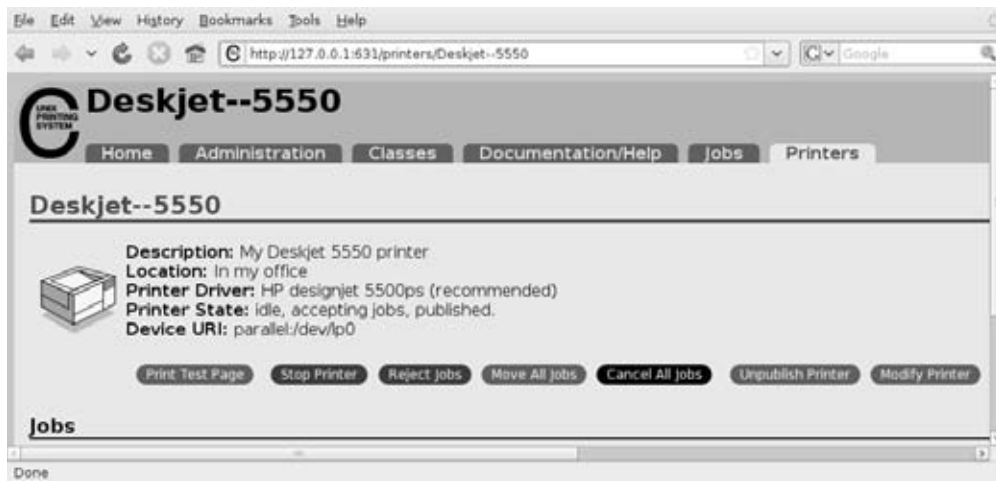 File Edit View History Bookmarks Tools Help
http://127.0.0.1:631/printers/Deskjet--5550
Google
UNIX
PRINTING
SYSTEM
Deskjet--5550
Home Administration Classes Documentation/Help Jobs Printers
Deskjet--5550
Description: My Deskjet 5550 printer
Location: In my office
Printer Driver: HP designjet 5500ps (recommended)
Printer State: idle, accepting jobs, published.
Device URI: parallel:/dev/lp0
Print Test Page Stop Printer Reject Jobs Move All Jobs Cancel All Jobs Unpublish Printer Modify Printer
Jobs
Done